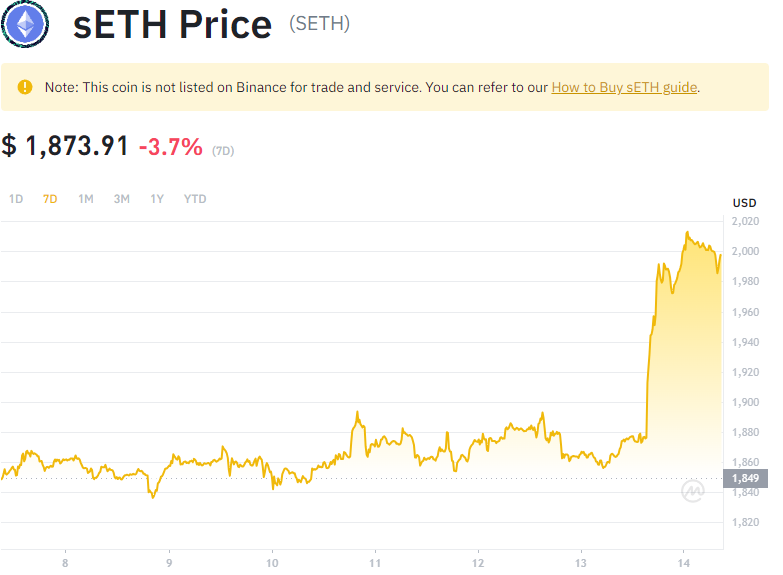 sETH Price (SETH)
Note: This coin is not listed on Binance for trade and service. You can refer to our How to Buy sETH guide.
$ 1,873.91 -3.7% (7D)
1D 7D 1M 3M 1Y YTD
USD
2,020
2,000
1,980
1,960
1,940
1,920
1,900
1,880
1,860
1,849
1,840
1,820
8 9 10 11 12 13 14